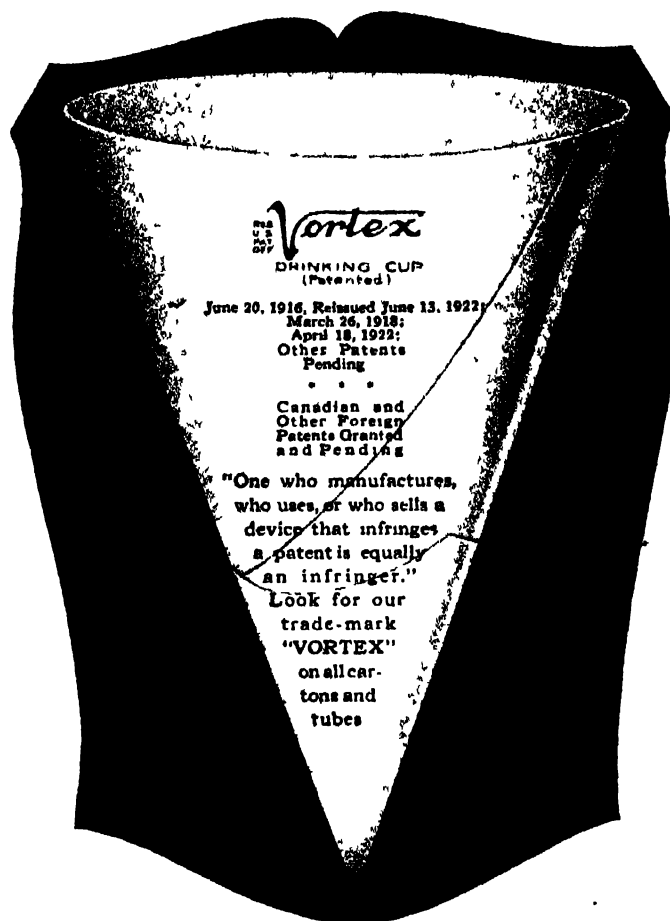 REG
U.S.
PAT
OFF
Vortex
DRINKING CUP
(Patented)
June 20, 1916, Reissued June 13, 1922;
March 26, 1918;
April 18, 1922;
Other Patents
Pending
* * *
Canadian and
Other Foreign
Patents Granted
and Pending
"One who manufactures,
who uses, or who sells a
device that infringes
a patent is equally
an infringer."
Look for our
trade-mark
"VORTEX"
on all car-
tons and
tubes